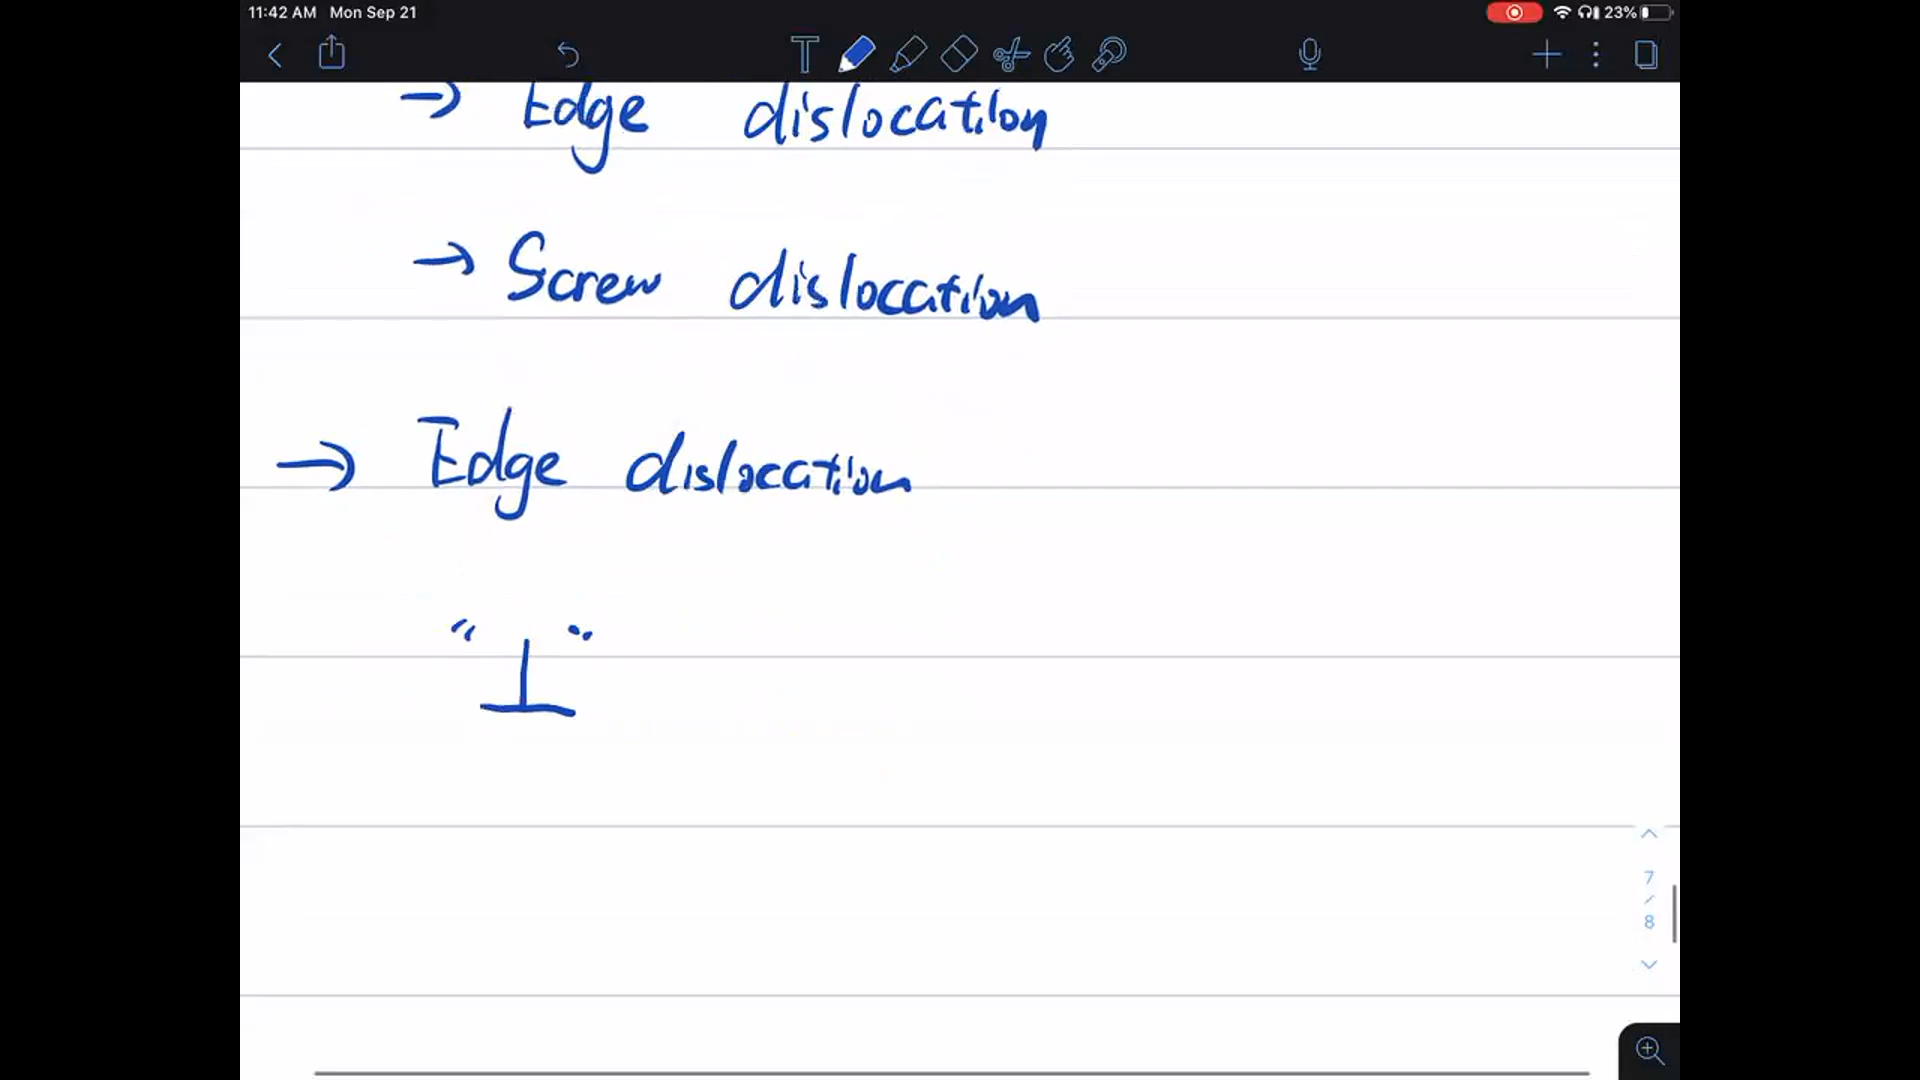 11:42 AM Mon Sep 21 23%
T
→ Edge dislocation
→ Screw dislocation
→ Edge dislocation
“ ⊥ ”
7
/
8